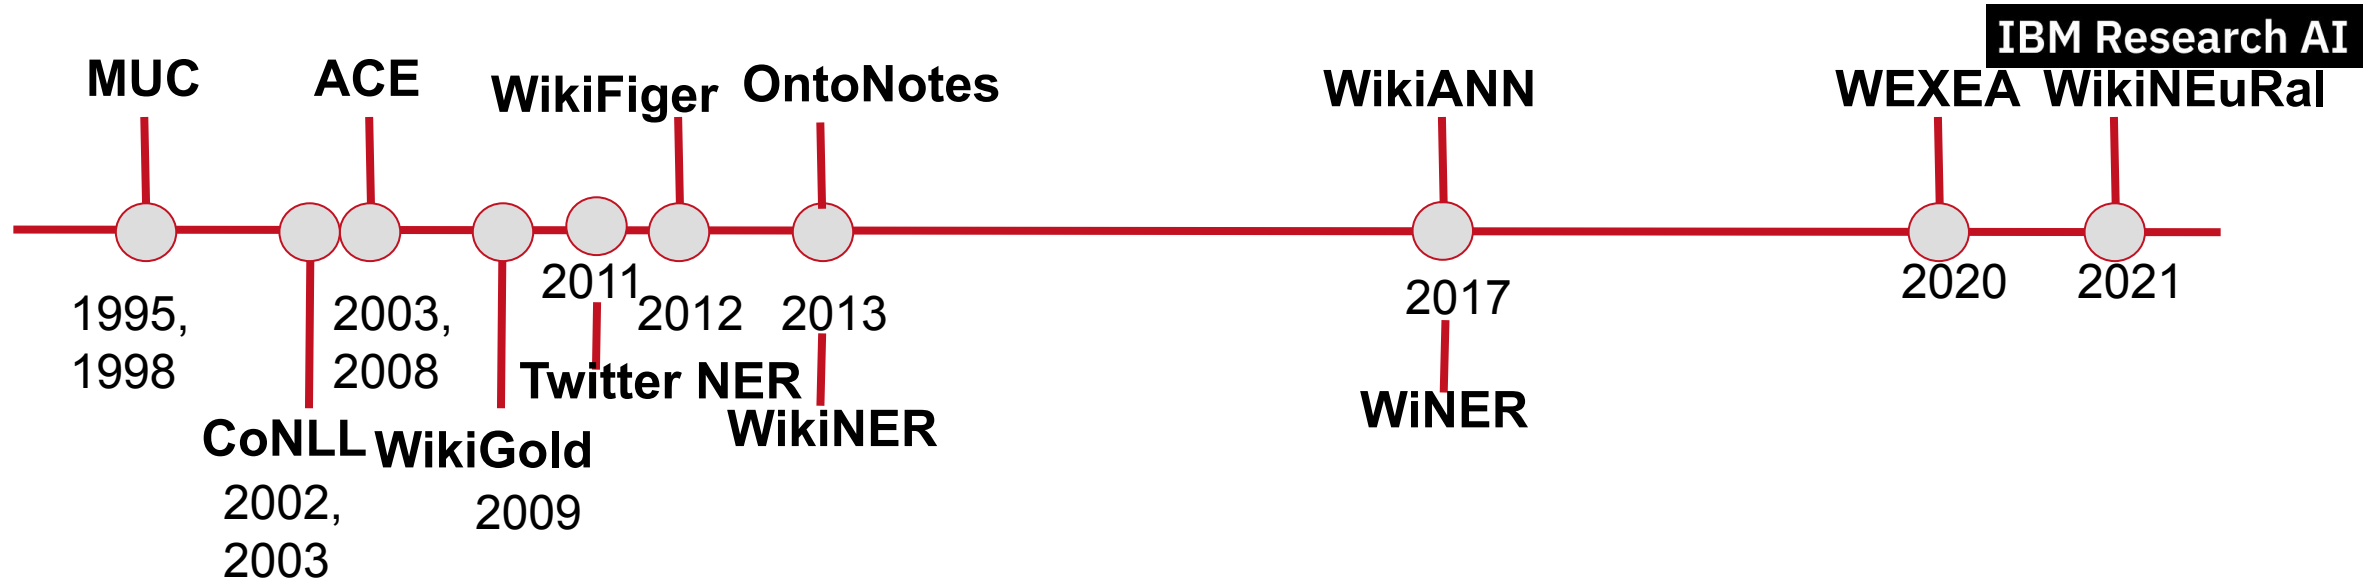 IBM Research AI
MUC
ACE
WikiFiger
OntoNotes
WikiANN
WEXEA
WikiNEuRal
1995,
1998
2003,
2008
2011
2012
2013
2017
2020
2021
Twitter NER
WikiNER
WiNER
CoNLL
2002,
2003
WikiGold
2009